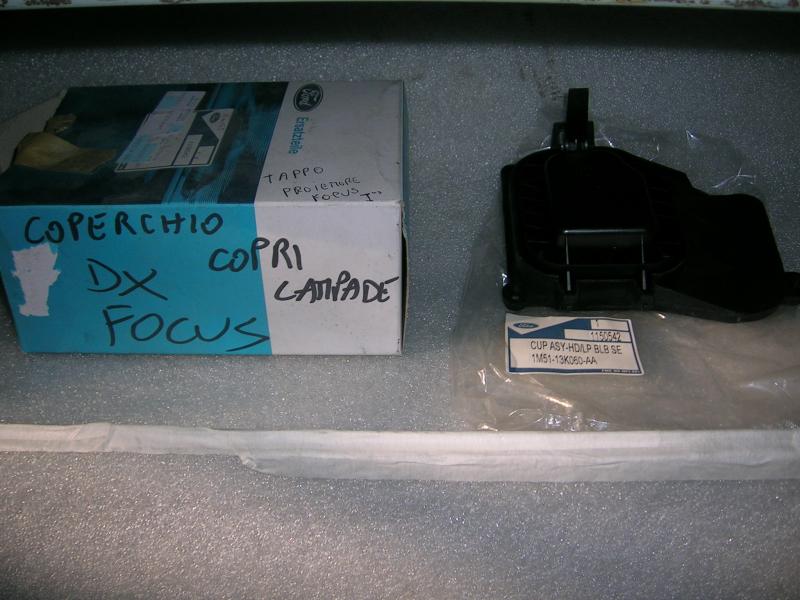 Ford
Ersatzteile
TAPPO
PROIETTORE
FOCUS I°
COPERCHIO
COPRI
LAMPADE
DX
FOCUS
Ford
1
1150542
CUP ASY-HD/LP BLB SE
1M51-13K060-AA